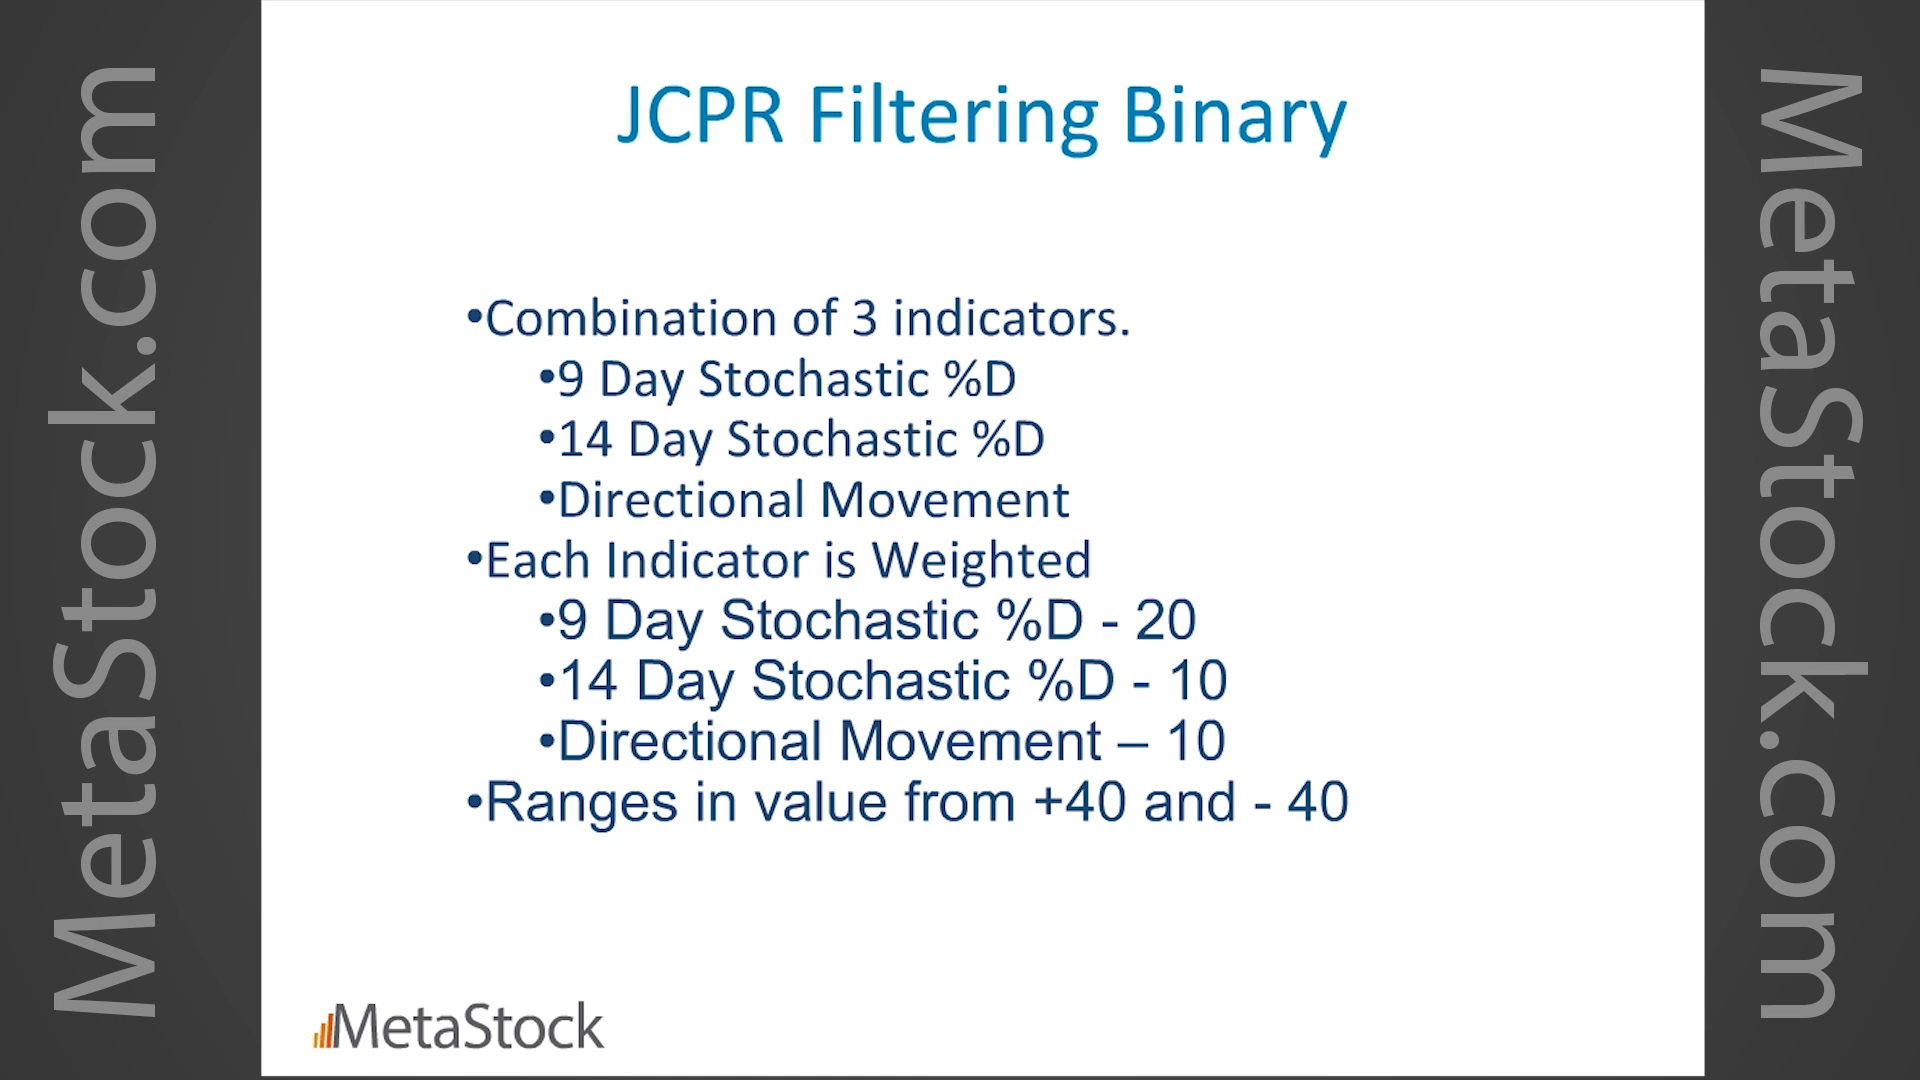 MetaStock.com
JCPR Filtering Binary
•Combination of 3 indicators.
•9 Day Stochastic %D
•14 Day Stochastic %D
•Directional Movement
•Each Indicator is Weighted
•9 Day Stochastic %D - 20
•14 Day Stochastic %D - 10
•Directional Movement – 10
•Ranges in value from +40 and - 40
MetaStock
MetaStock.com